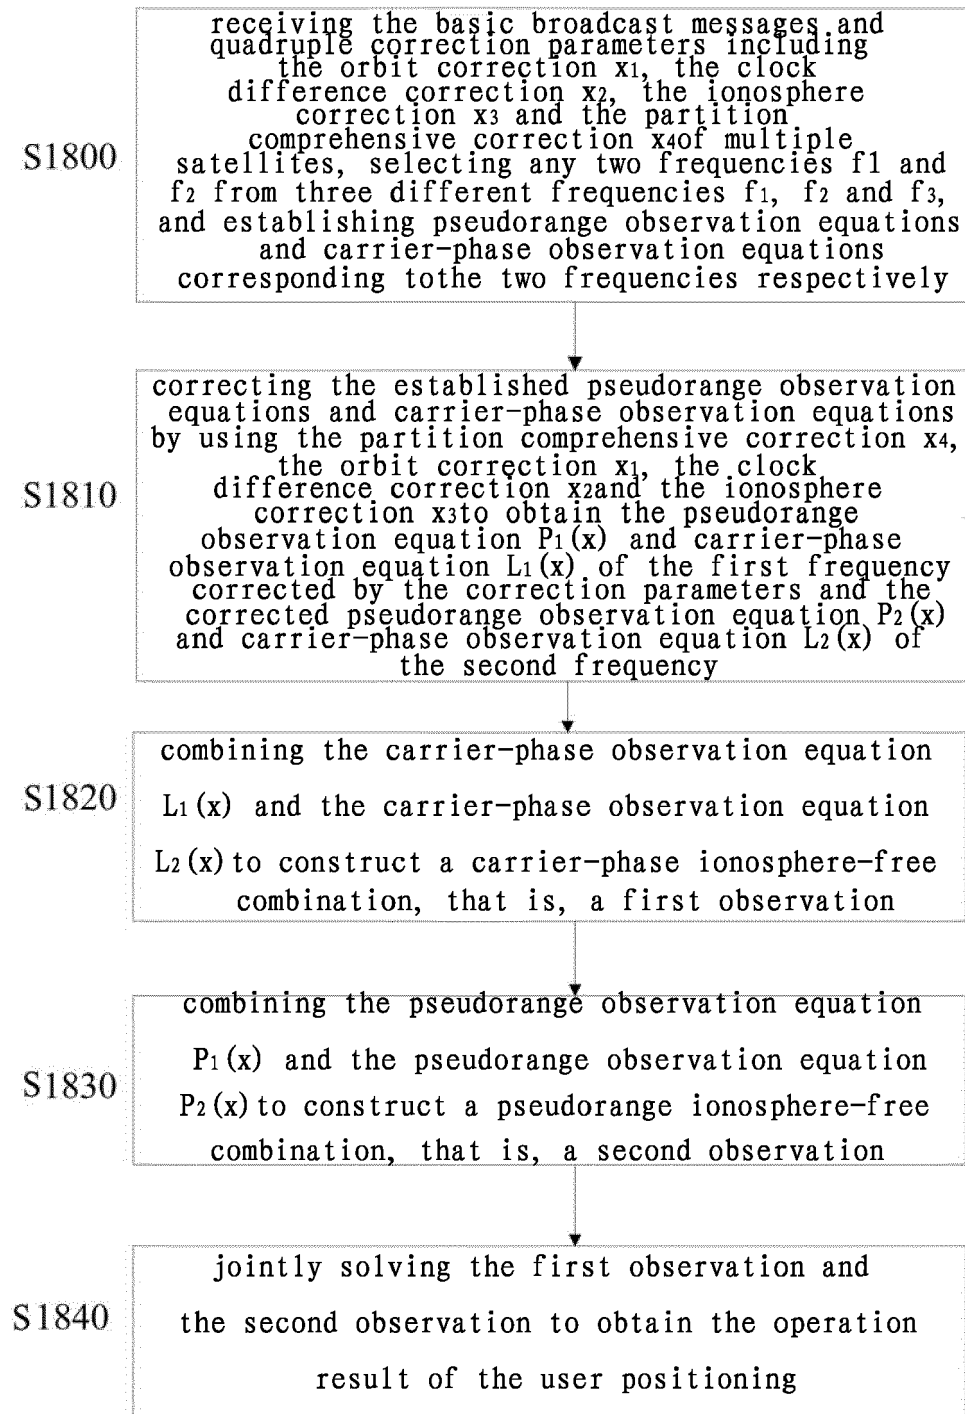 S1800
receiving the basic broadcast messages and
quadruple correction parameters including
the orbit correction x₁, the clock
difference correction x₂, the ionosphere
correction x₃ and the partition
comprehensive correction x₄of multiple
satellites, selecting any two frequencies f1 and
f₂ from three different frequencies f₁, f₂ and f₃,
and establishing pseudorange observation equations
and carrier-phase observation equations
corresponding tothe two frequencies respectively
S1810
correcting the established pseudorange observation
equations and carrier-phase observation equations
by using the partition comprehensive correction x₄,
the orbit correction x₁, the clock
difference correction x₂and the ionosphere
correction x₃to obtain the pseudorange
observation equation P₁(x) and carrier-phase
observation equation L₁(x) of the first frequency
corrected by the correction parameters and the
corrected pseudorange observation equation P₂(x)
and carrier-phase observation equation L₂(x) of
the second frequency
S1820
combining the carrier-phase observation equation
L₁(x) and the carrier-phase observation equation
L₂(x) to construct a carrier-phase ionosphere-free
combination, that is, a first observation
S1830
combining the pseudorange observation equation
P₁(x) and the pseudorange observation equation
P₂(x) to construct a pseudorange ionosphere-free
combination, that is, a second observation
S1840
jointly solving the first observation and
the second observation to obtain the operation
result of the user positioning